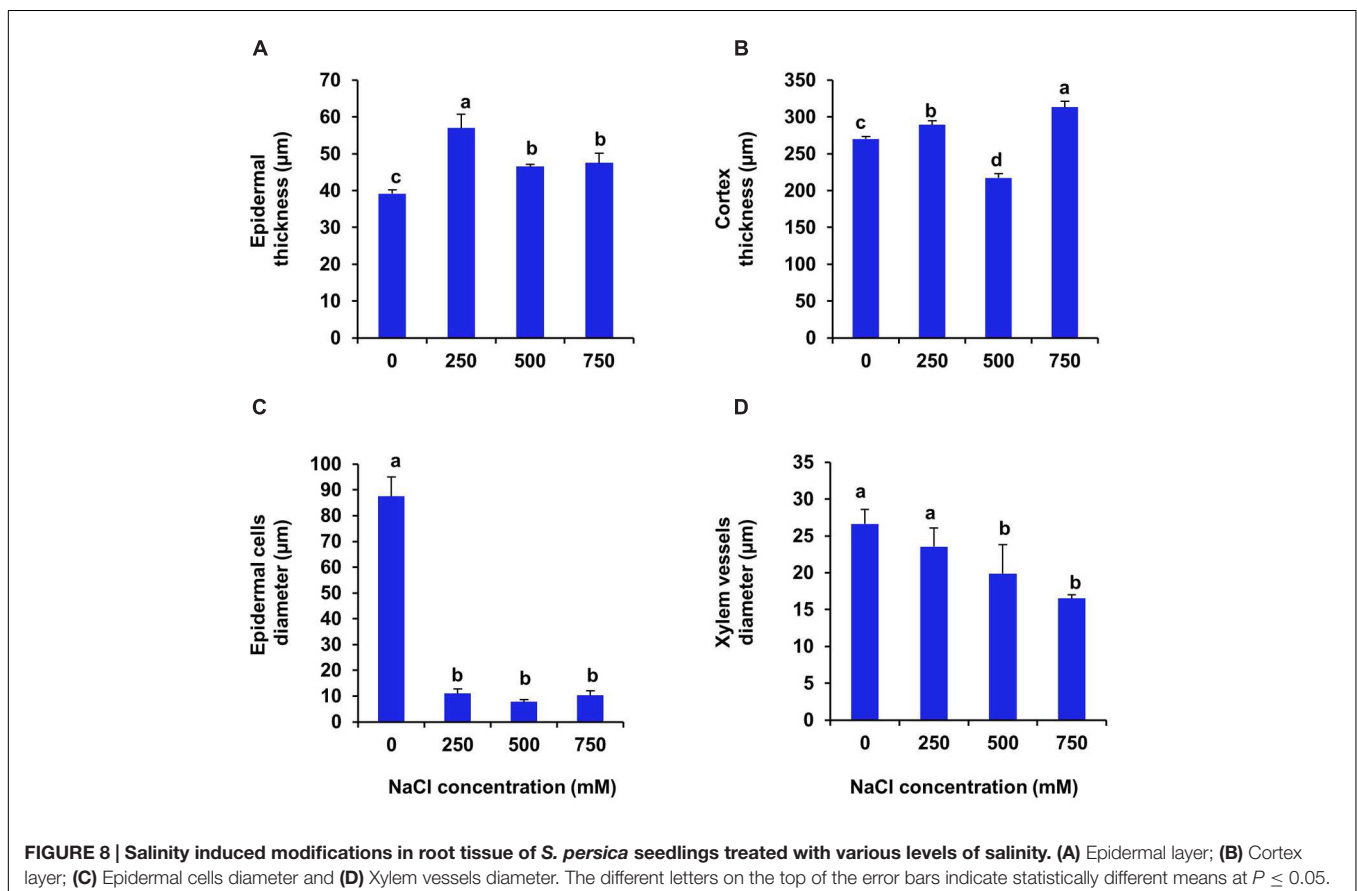 A
Epidermal
thickness (µm)
70
60
50
40
30
20
10
0
c
a
b
b
0 250 500 750
B
Cortex
thickness (µm)
350
300
250
200
150
100
50
0
c
b
d
a
0 250 500 750
C
Epidermal cells
diameter (µm)
100
90
80
70
60
50
40
30
20
10
0
a
b
b
b
0 250 500 750
NaCl concentration (mM)
D
Xylem vessels
diameter (µm)
35
30
25
20
15
10
5
0
a
a
b
b
0 250 500 750
NaCl concentration (mM)
FIGURE 8 | Salinity induced modifications in root tissue of S. persica seedlings treated with various levels of salinity. (A) Epidermal layer; (B) Cortex
layer; (C) Epidermal cells diameter and (D) Xylem vessels diameter. The different letters on the top of the error bars indicate statistically different means at P ≤ 0.05.